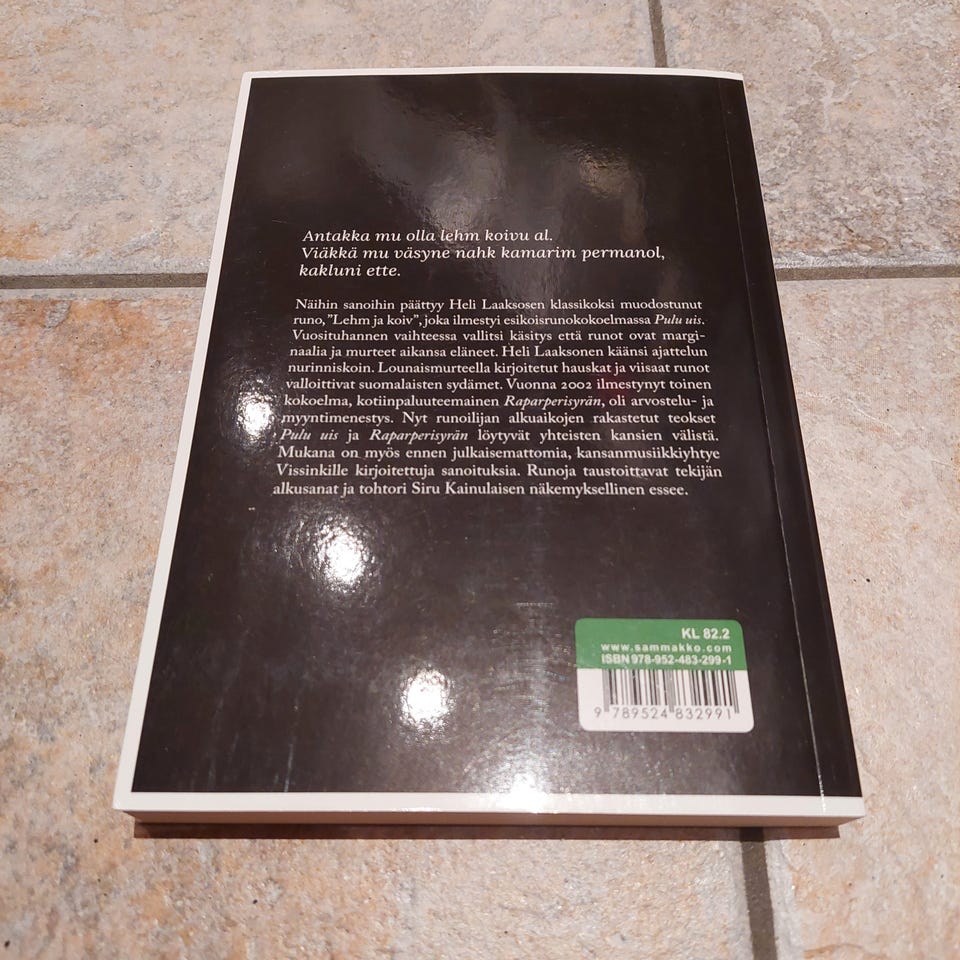 Antakka mu olla lehm koivu al.
Viäkkä mu väsyne nahk kamarim permanol,
kakluni ette.
Näihin sanoihin päättyy Heli Laaksosen klassikoksi muodostunut
runo, ”Lehm ja koiv”, joka ilmestyi esikoisrunokokoelmassa Pulu uis.
Vuosituhannen vaihteessa vallitsi käsitys että runot ovat margi-
naalia ja murteet aikansa eläneet. Heli Laaksonen käänsi ajattelun
nurinniskoin. Lounaismurteella kirjoitetut hauskat ja viisaat runot
valloittivat suomalaisten sydämet. Vuonna 2002 ilmestynyt toinen
kokoelma, kotiinpaluuteemainen Raparperisyrän, oli arvostelu- ja
myyntimenestys. Nyt runoilijan alkuaikojen rakastetut teokset
Pulu uis ja Raparperisyrän löytyvät yhteisten kansien välistä.
Mukana on myös ennen julkaisemattomia, kansanmusiikkiyhtye
Vissinkille kirjoitettuja sanoituksia. Runoja taustoittavat tekijän
alkusanat ja tohtori Siru Kainulaisen näkemyksellinen essee.
KL 82.2
www.sammakko.com
ISBN 978-952-483-299-1
9 789524 832991